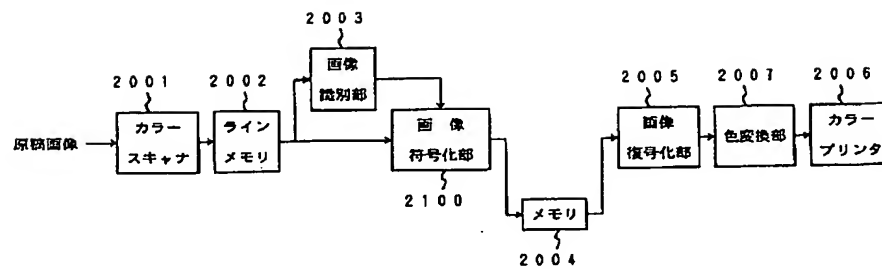 2003
画像
識別部
2001
カラー
スキャナ
2002
ライン
メモリ
原稿画像
画像
符号化部
2100
メモリ
2004
2005
画像
復号化部
2007
色変換部
2006
カラー
プリンタ